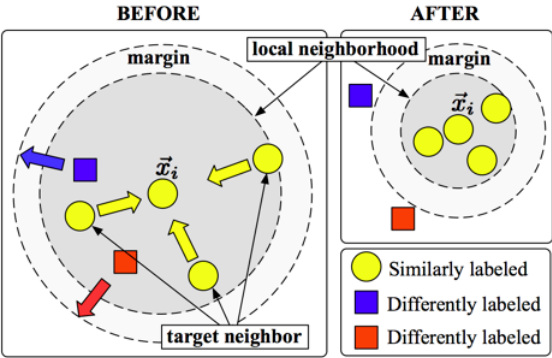 BEFORE
AFTER
local neighborhood
margin
margin
x⃗i
x⃗i
Similarly labeled
Differently labeled
Differently labeled
target neighbor